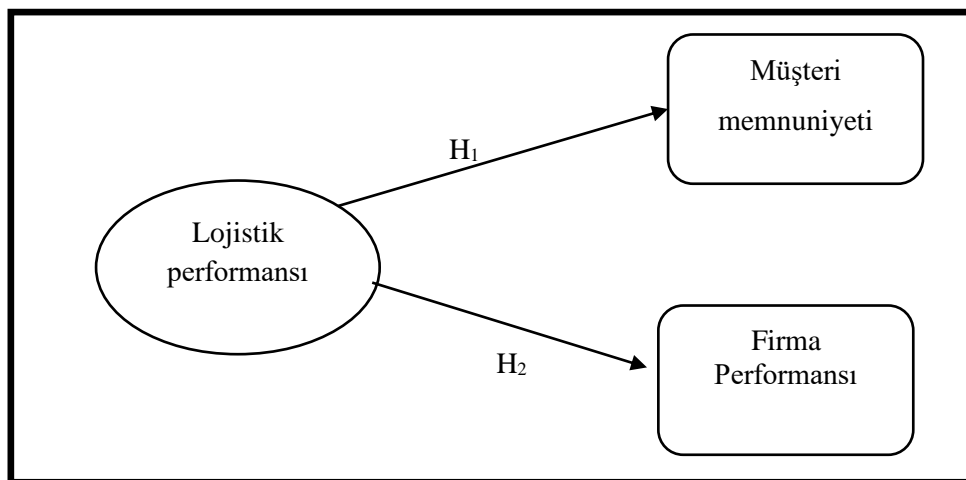 Müşteri
memnuniyeti
H1
Lojistik
performansı
H2
Firma
Performansı